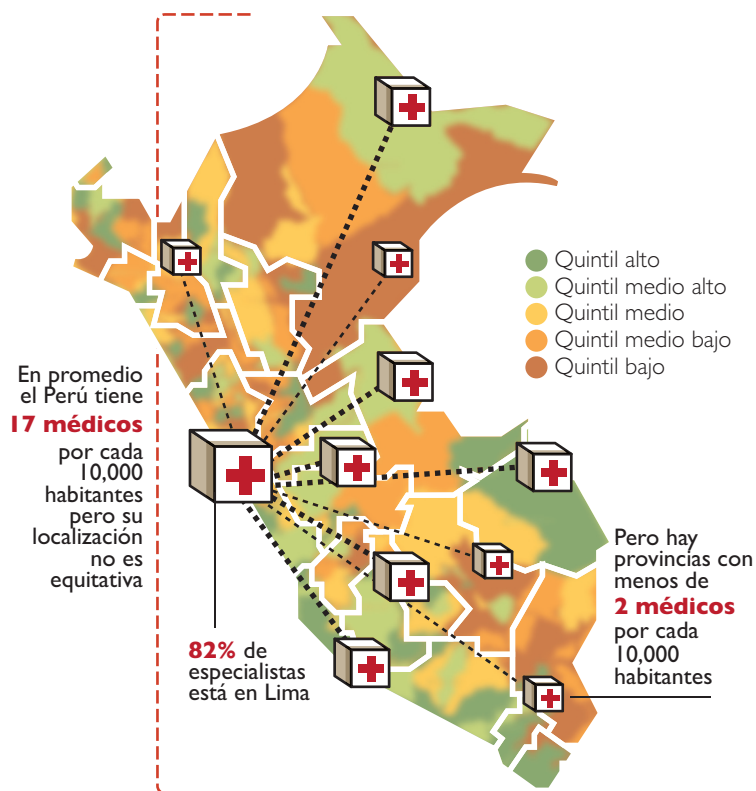 Quintil alto
Quintil medio alto
Quintil medio
Quintil medio bajo
Quintil bajo
En promedio
el Perú tiene
17 médicos
por cada
10,000
habitantes
pero su
localización
no es
equitativa
82% de
especialistas
está en Lima
Pero hay
provincias con
menos de
2 médicos
por cada
10,000
habitantes